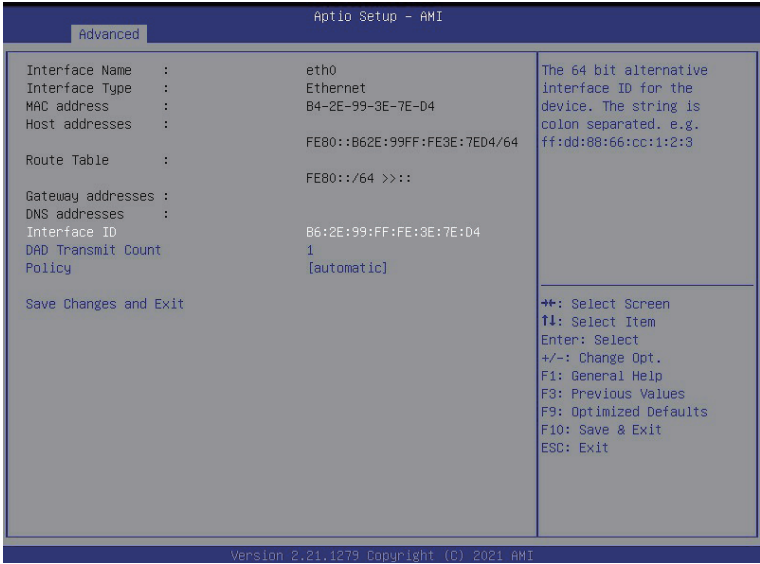 Aptio Setup – AMI
Advanced
Interface Name : eth0
Interface Type : Ethernet
MAC address : B4-2E-99-3E-7E-D4
Host addresses :
FE80::B62E:99FF:FE3E:7ED4/64
Route Table :
FE80::/64 >>::
Gateway addresses :
DNS addresses :
Interface ID B6:2E:99:FF:FE:3E:7E:D4
DAD Transmit Count 1
Policy [automatic]
Save Changes and Exit
The 64 bit alternative
interface ID for the
device. The string is
colon separated. e.g.
ff:dd:88:66:cc:1:2:3
→←: Select Screen
↑↓: Select Item
Enter: Select
+/-: Change Opt.
F1: General Help
F3: Previous Values
F9: Optimized Defaults
F10: Save & Exit
ESC: Exit
Version 2.21.1279 Copyright (C) 2021 AMI